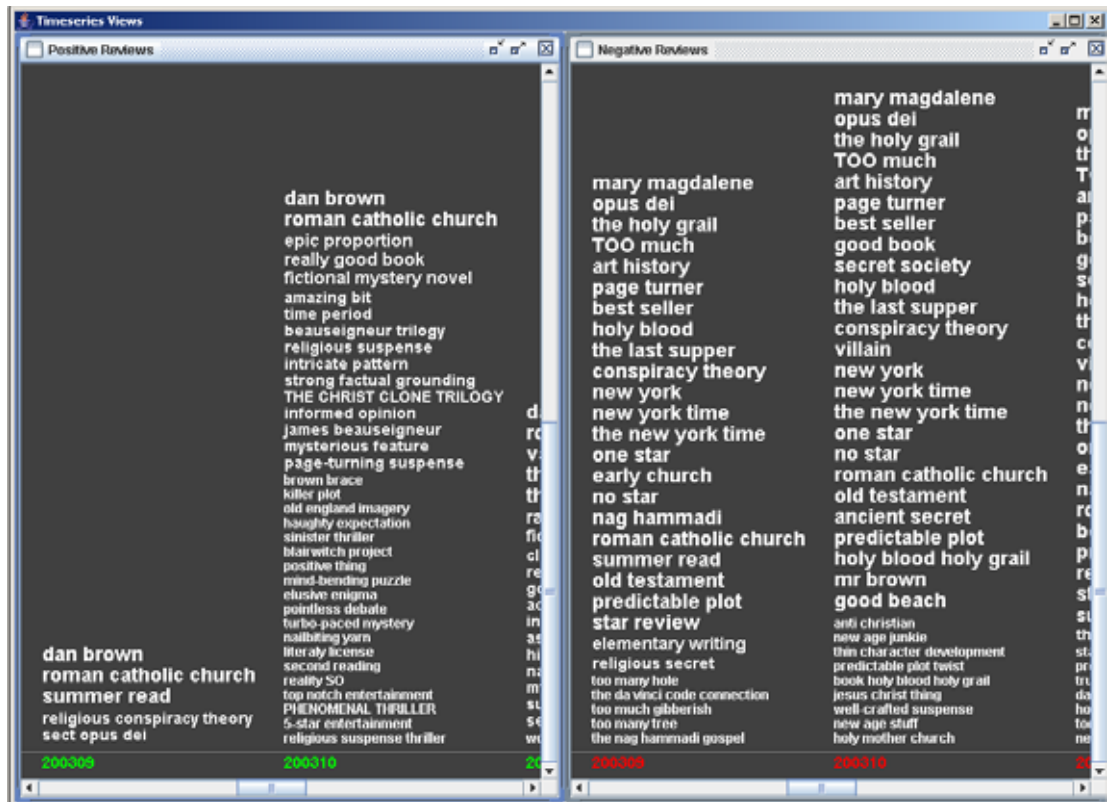 Timeseries Views
Positive Reviews
dan brown
roman catholic church
summer read
religious conspiracy theory
sect opus dei
200309
dan brown
roman catholic church
epic proportion
really good book
fictional mystery novel
amazing bit
time period
beauseigneur trilogy
religious suspense
intricate pattern
strong factual grounding
THE CHRIST CLONE TRILOGY
informed opinion
james beauseigneur
mysterious feature
page-turning suspense
brown brace
killer plot
old england imagery
haughty expectation
sinister thriller
blairwitch project
positive thing
mind-bending puzzle
elusive enigma
pointless debate
turbo-paced mystery
nailbiting yarn
literaly license
second reading
reality SO
top notch entertainment
PHENOMENAL THRILLER
5-star entertainment
religious suspense thriller
200310
Negative Reviews
mary magdalene
opus dei
the holy grail
TOO much
art history
page turner
best seller
holy blood
the last supper
conspiracy theory
new york
new york time
the new york time
one star
early church
no star
nag hammadi
roman catholic church
summer read
old testament
predictable plot
star review
elementary writing
religious secret
too many hole
the da vinci code connection
too much gibberish
too many tree
the nag hammadi gospel
200309
mary magdalene
opus dei
the holy grail
TOO much
art history
page turner
best seller
good book
secret society
holy blood
the last supper
conspiracy theory
villain
new york
new york time
the new york time
one star
no star
roman catholic church
old testament
ancient secret
predictable plot
holy blood holy grail
mr brown
good beach
anti christian
new age junkie
thin character development
predictable plot twist
book holy blood holy grail
jesus christ thing
well-crafted suspense
new age stuff
holy mother church
200310